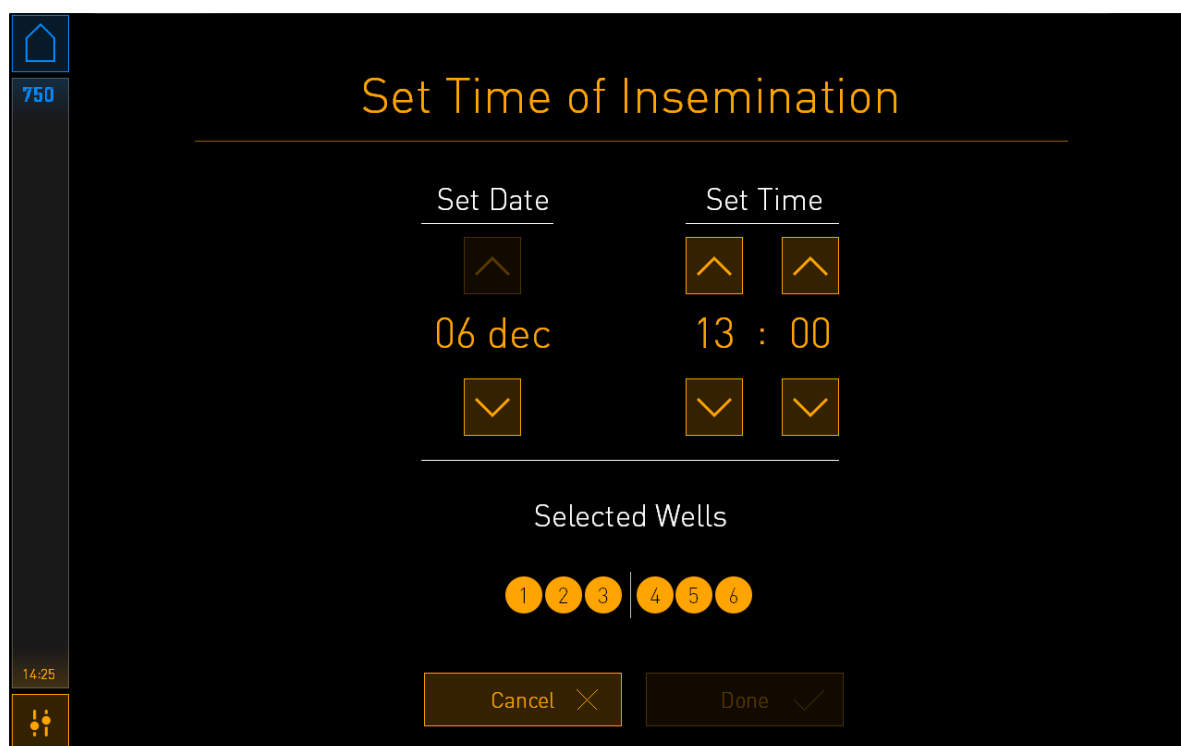 750
Set Time of Insemination
Set Date
Set Time
06 dec
13 : 00
Selected Wells
1 2 3 4 5 6
14:25
Cancel
Done